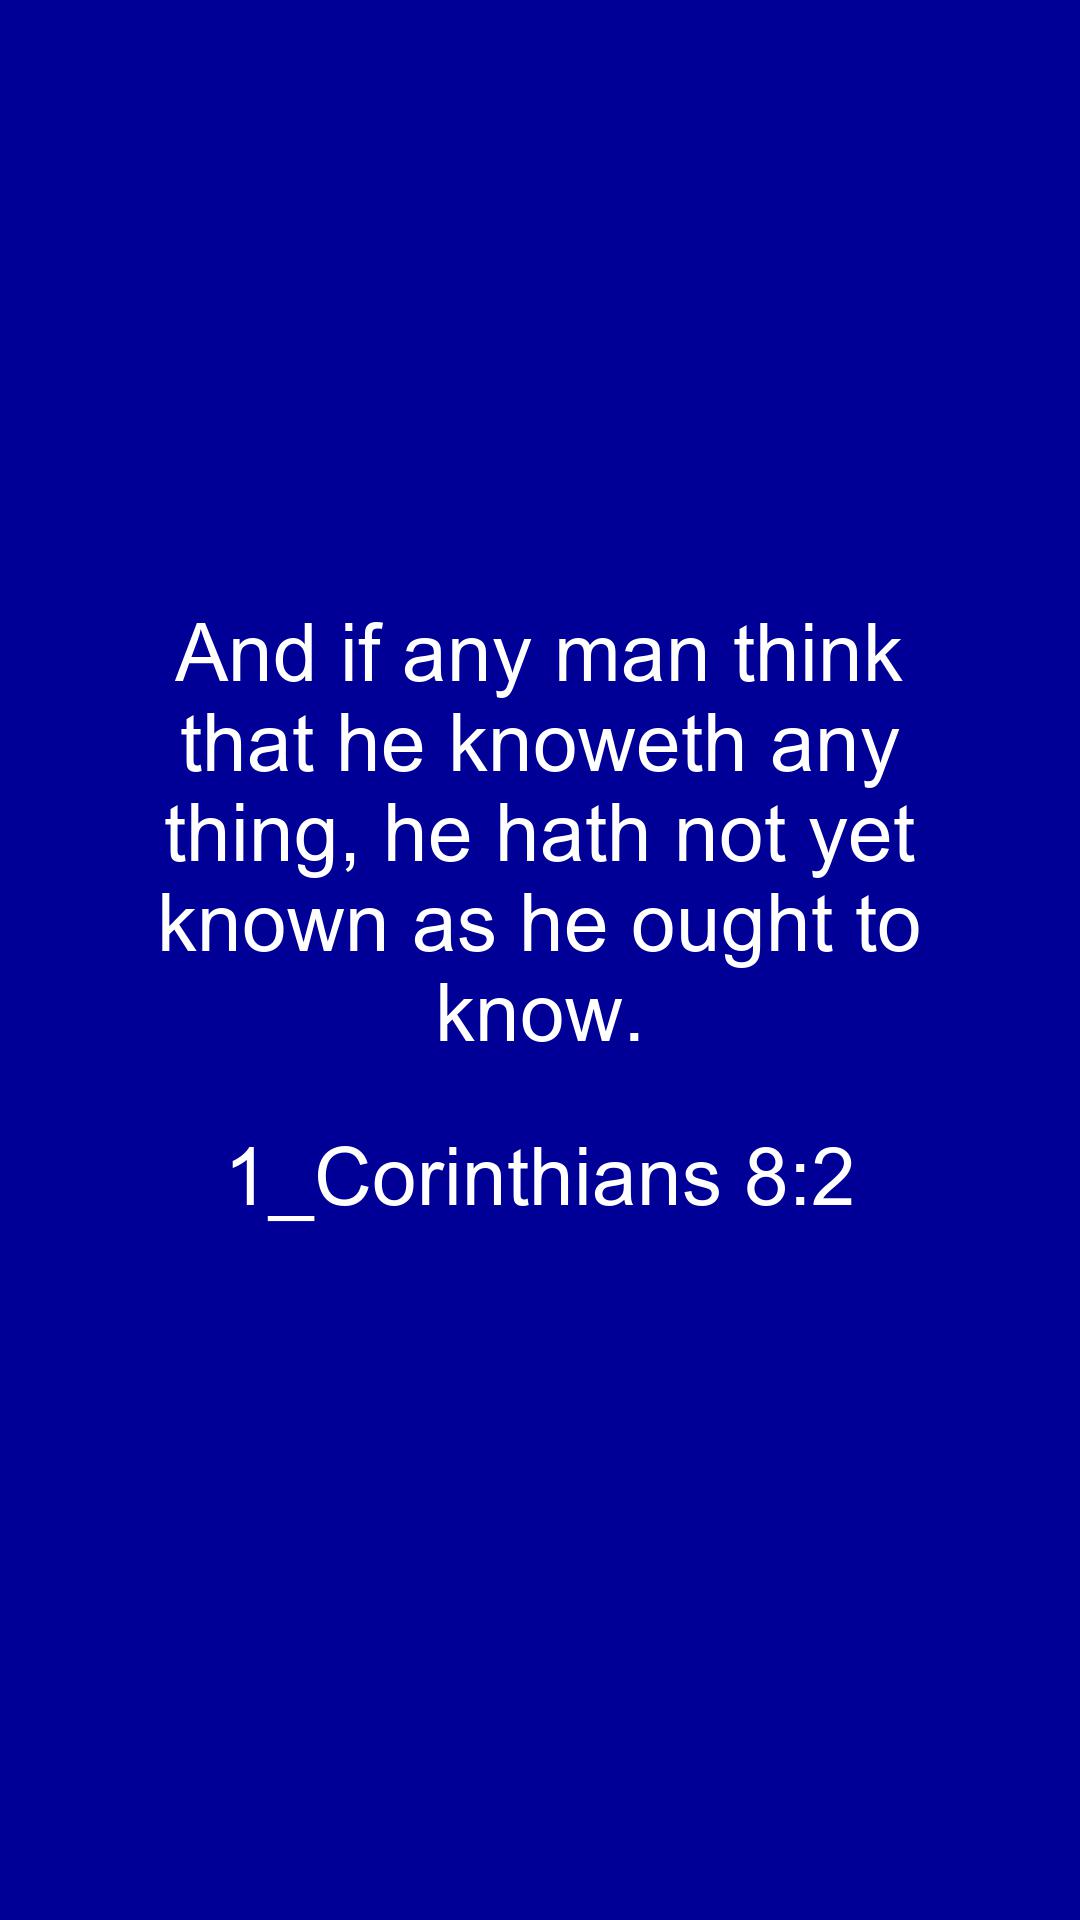 And if any man think
that he knoweth any
thing, he hath not yet
known as he ought to
know.
1_Corinthians 8:2